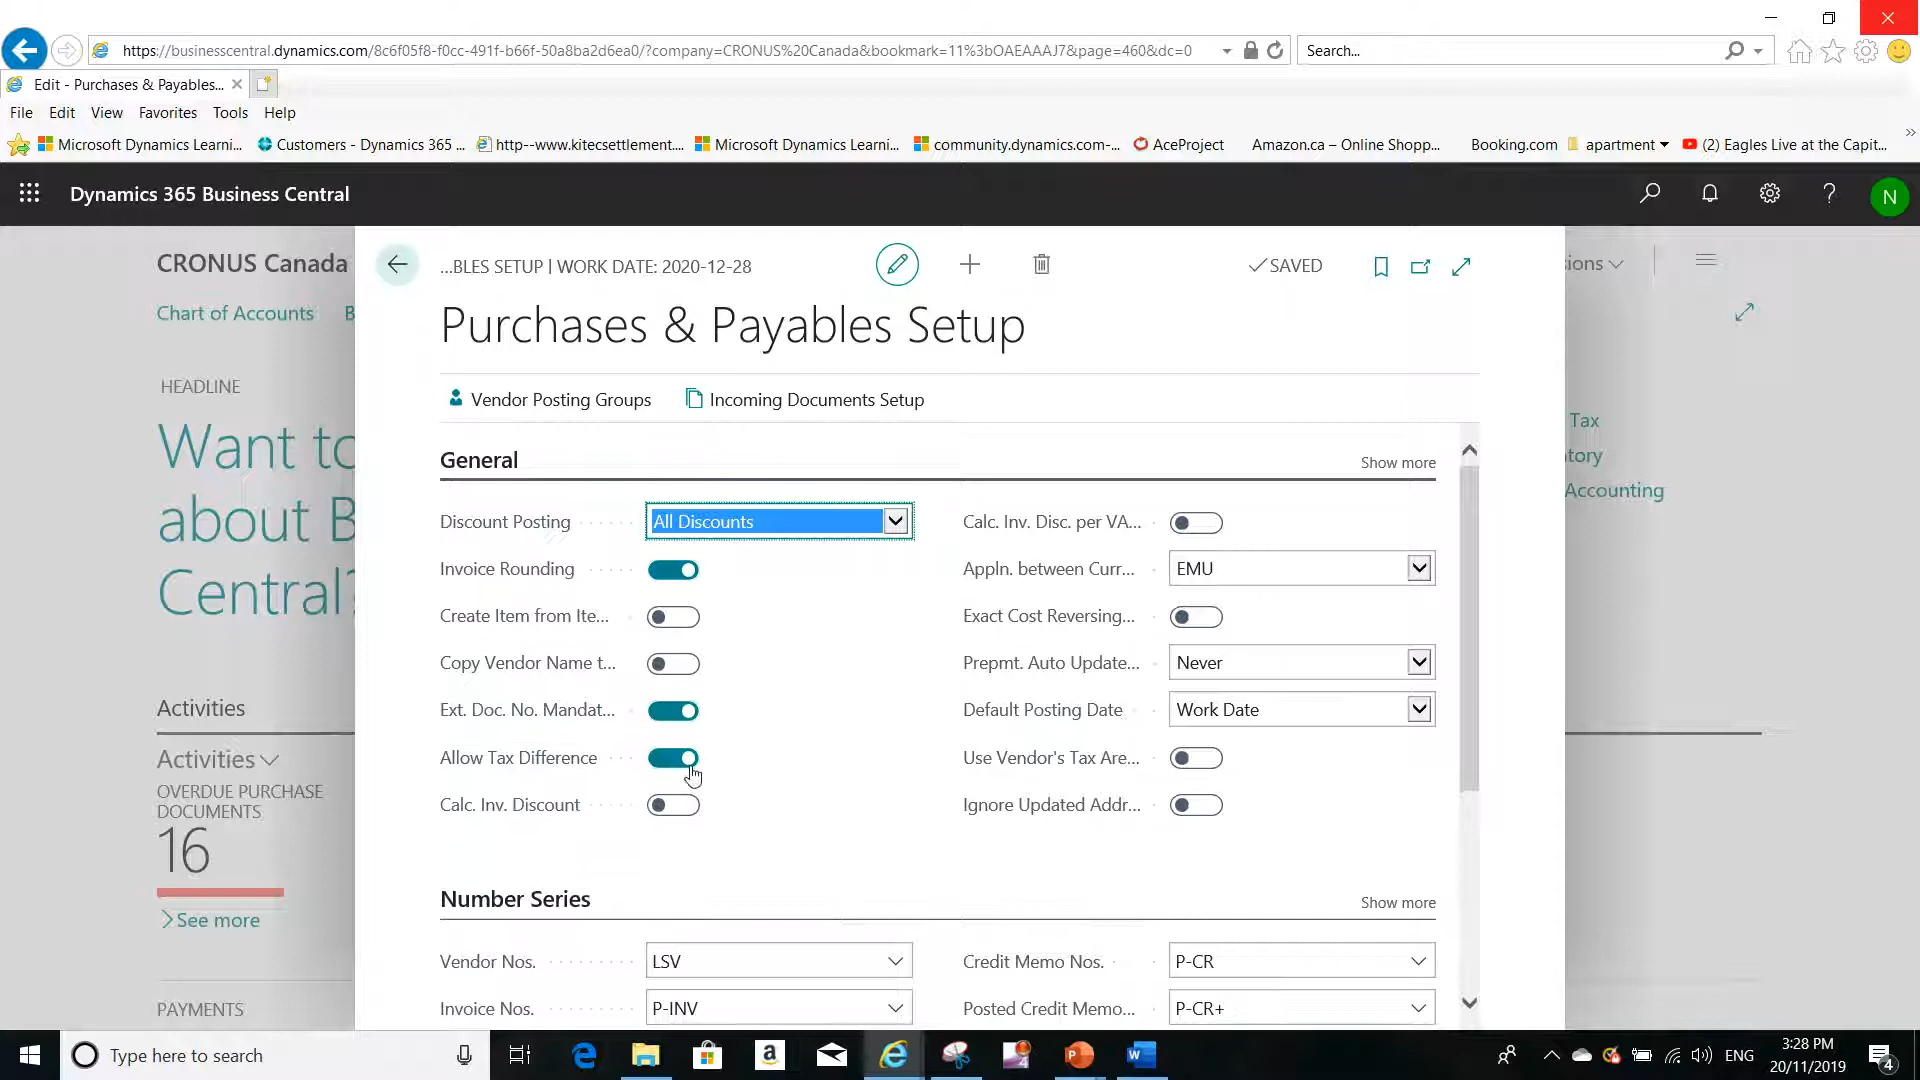 https://businesscentral.dynamics.com/8c6f05f8-f0cc-491f-b66f-50a8ba2d6ea0/?company=CRONUS%20Canada&bookmark=11%3bOAEAAAJ7&page=460&dc=0
Search...
Edit - Purchases & Payables...
File Edit View Favorites Tools Help
Microsoft Dynamics Learni...
Customers - Dynamics 365 ...
http--www.kitecsettlement....
Microsoft Dynamics Learni...
community.dynamics.com-...
AceProject
Amazon.ca – Online Shopp...
Booking.com
apartment
(2) Eagles Live at the Capit...
Dynamics 365 Business Central
N
CRONUS Canada
Chart of Accounts
B
sions
HEADLINE
Want to
about B
Central?
Tax
tory
Accounting
Activities
Activities
OVERDUE PURCHASE
DOCUMENTS
16
See more
PAYMENTS
...BLES SETUP | WORK DATE: 2020-12-28
SAVED
Purchases & Payables Setup
Vendor Posting Groups
Incoming Documents Setup
General
Show more
Discount Posting
All Discounts
Invoice Rounding
Create Item from Ite...
Copy Vendor Name t...
Ext. Doc. No. Mandat...
Allow Tax Difference
Calc. Inv. Discount
Calc. Inv. Disc. per VA...
Appln. between Curr...
EMU
Exact Cost Reversing...
Prepmt. Auto Update...
Never
Default Posting Date
Work Date
Use Vendor's Tax Are...
Ignore Updated Addr...
Number Series
Show more
Vendor Nos.
LSV
Credit Memo Nos.
P-CR
Invoice Nos.
P-INV
Posted Credit Memo...
P-CR+
Type here to search
ENG
3:28 PM
20/11/2019
4